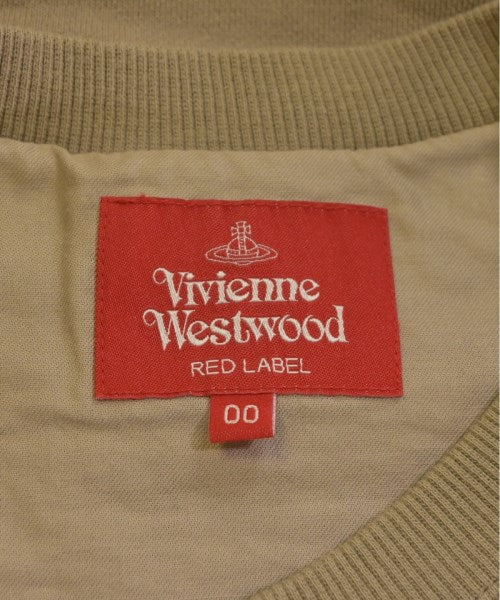 Vivienne
Westwood
RED LABEL
00